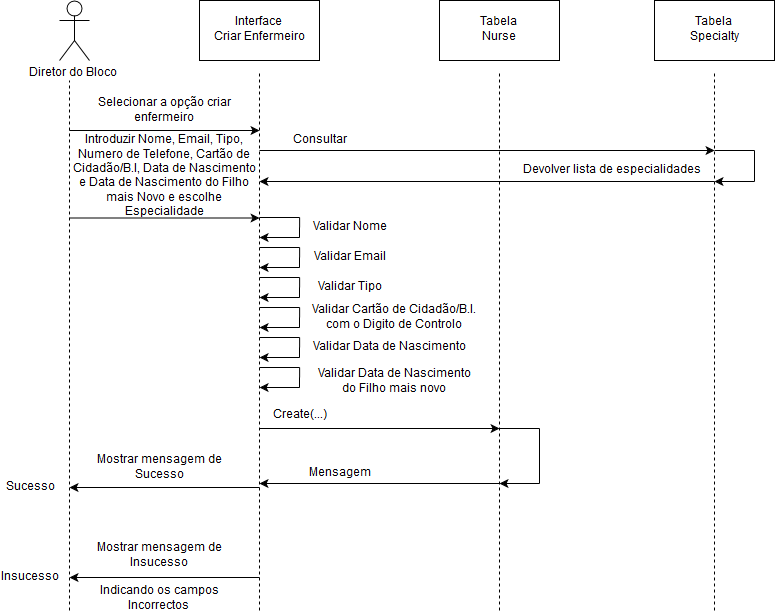 Diretor do Bloco
Interface
Criar Enfermeiro
Tabela
Nurse
Tabela
Specialty
Selecionar a opção criar
enfermeiro
Introduzir Nome, Email, Tipo,
Numero de Telefone, Cartão de
Cidadão/B.I, Data de Nascimento
e Data de Nascimento do Filho
mais Novo e escolhe
Especialidade
Consultar
Devolver lista de especialidades
Validar Nome
Validar Email
Validar Tipo
Validar Cartão de Cidadão/B.I.
com o Digito de Controlo
Validar Data de Nascimento
Validar Data de Nascimento
do Filho mais novo
Create(...)
Mensagem
Mostrar mensagem de
Sucesso
Sucesso
Mostrar mensagem de
Insucesso
Insucesso
Indicando os campos
Incorrectos